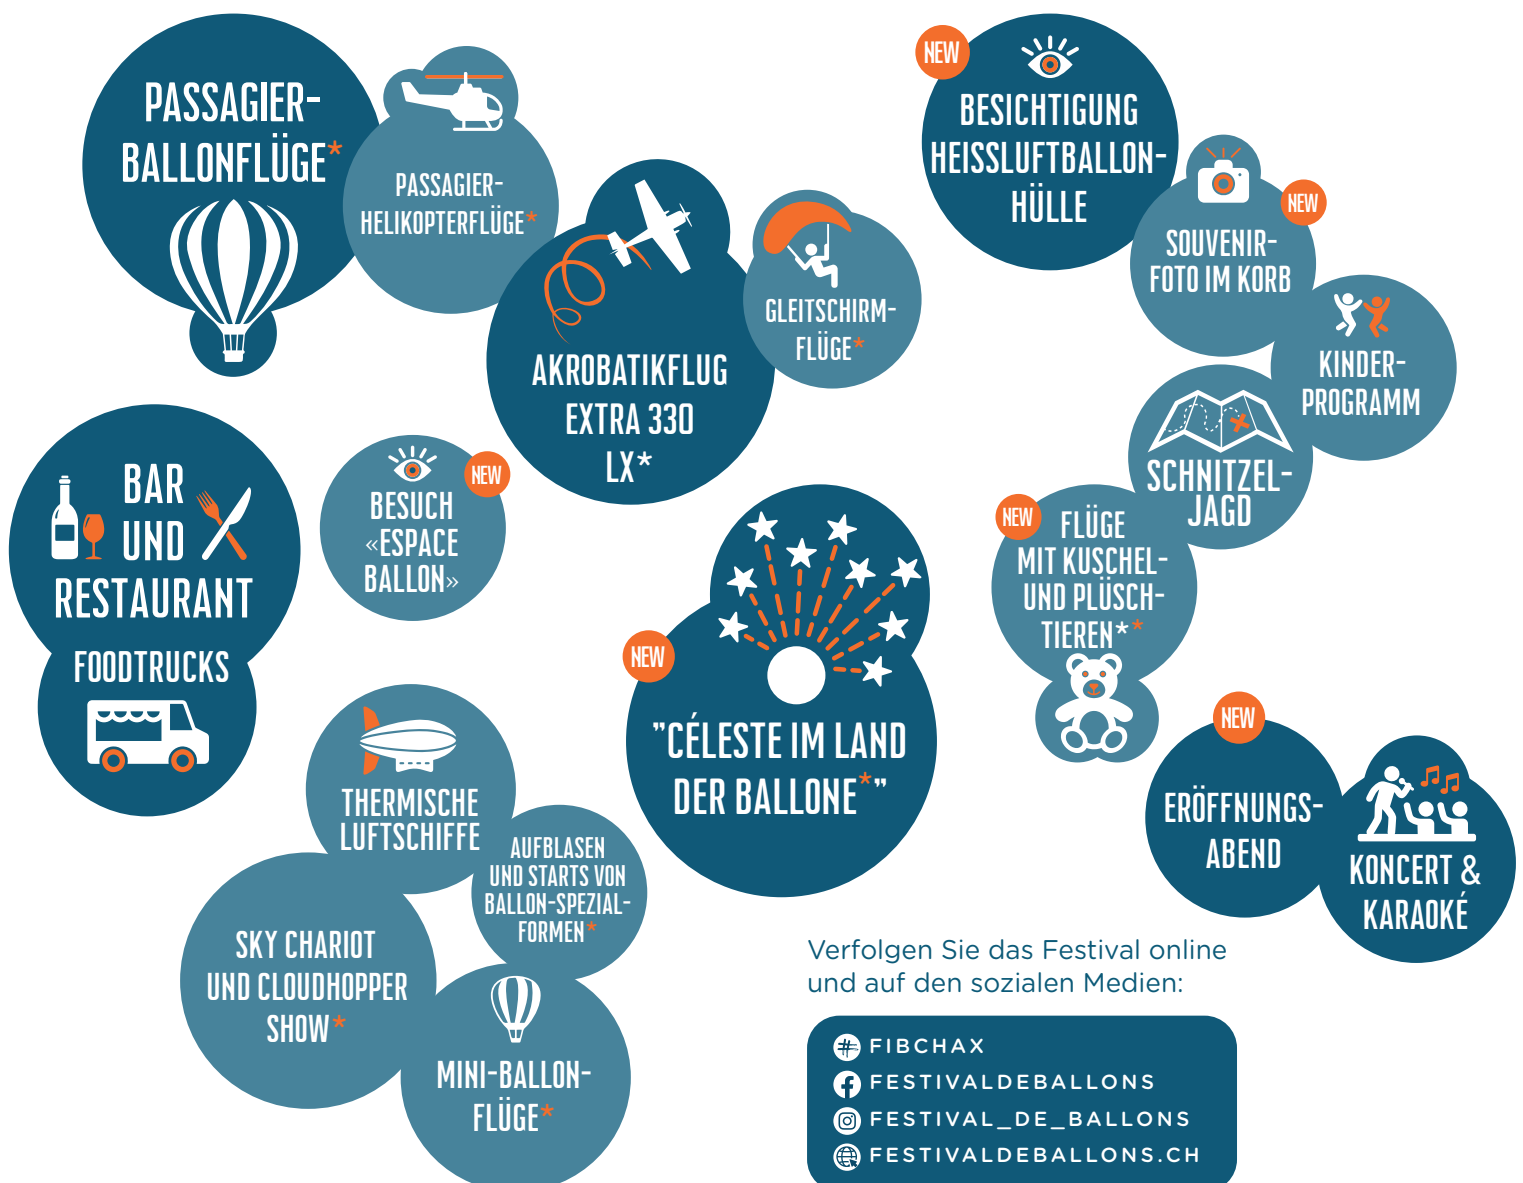 PASSAGIER-
BALLONFLÜGE*
PASSAGIER-
HELIKOPTERFLÜGE*
AKROBATIKFLUG
EXTRA 330
LX*
GLEITSCHIRM-
FLÜGE*
NEW
BESICHTIGUNG
HEISSLUFTBALLON-
HÜLLE
NEW
SOUVENIR-
FOTO IM KORB
KINDER-
PROGRAMM
SCHNITZEL-
JAGD
NEW
FLÜGE
MIT KUSCHEL-
UND PLÜSCH-
TIEREN**
BAR
UND
RESTAURANT
FOODTRUCKS
NEW
BESUCH
«ESPACE
BALLON»
NEW
"CÉLESTE IM LAND
DER BALLONE*"
THERMISCHE
LUFTSCHIFFE
AUFBLASEN
UND STARTS VON
BALLON-SPEZIAL-
FORMEN*
SKY CHARIOT
UND CLOUDHOPPER
SHOW*
MINI-BALLON-
FLÜGE*
NEW
ERÖFFNUNGS-
ABEND
KONCERT &
KARAOKÉ
Verfolgen Sie das Festival online
und auf den sozialen Medien:
# FIBCHAX
f FESTIVALDEBALLONS
FESTIVAL_DE_BALLONS
FESTIVALDEBALLONS.CH